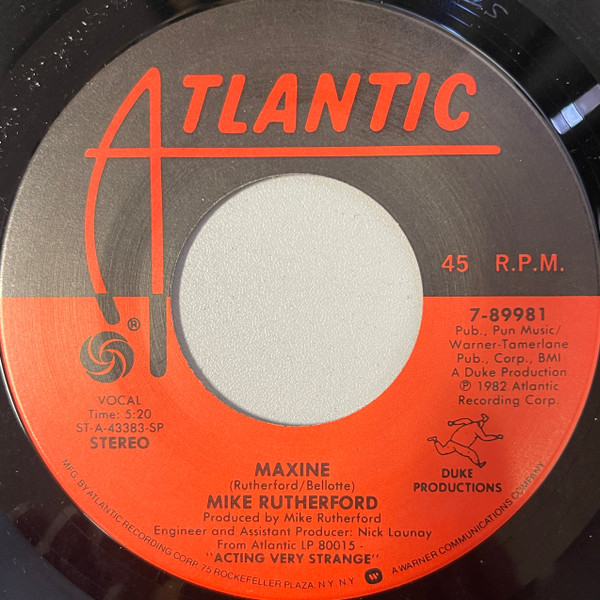 ATLANTIC
45 R.P.M.
®
7-89981
Pub., Pun Music/
Warner-Tamerlane
Pub., Corp., BMI
A Duke Production
℗ 1982 Atlantic
Recording Corp.
VOCAL
Time: 5:20
ST-A-43383-SP
STEREO
DUKE
PRODUCTIONS
MAXINE
(Rutherford/Bellotte)
MIKE RUTHERFORD
Produced by Mike Rutherford
Engineer and Assistant Producer: Nick Launay
From Atlantic LP 80015 -
"ACTING VERY STRANGE"
MFG. BY ATLANTIC RECORDING CORP. 75 ROCKEFELLER PLAZA, N.Y. N.Y. W A WARNER COMMUNICATIONS COMPANY